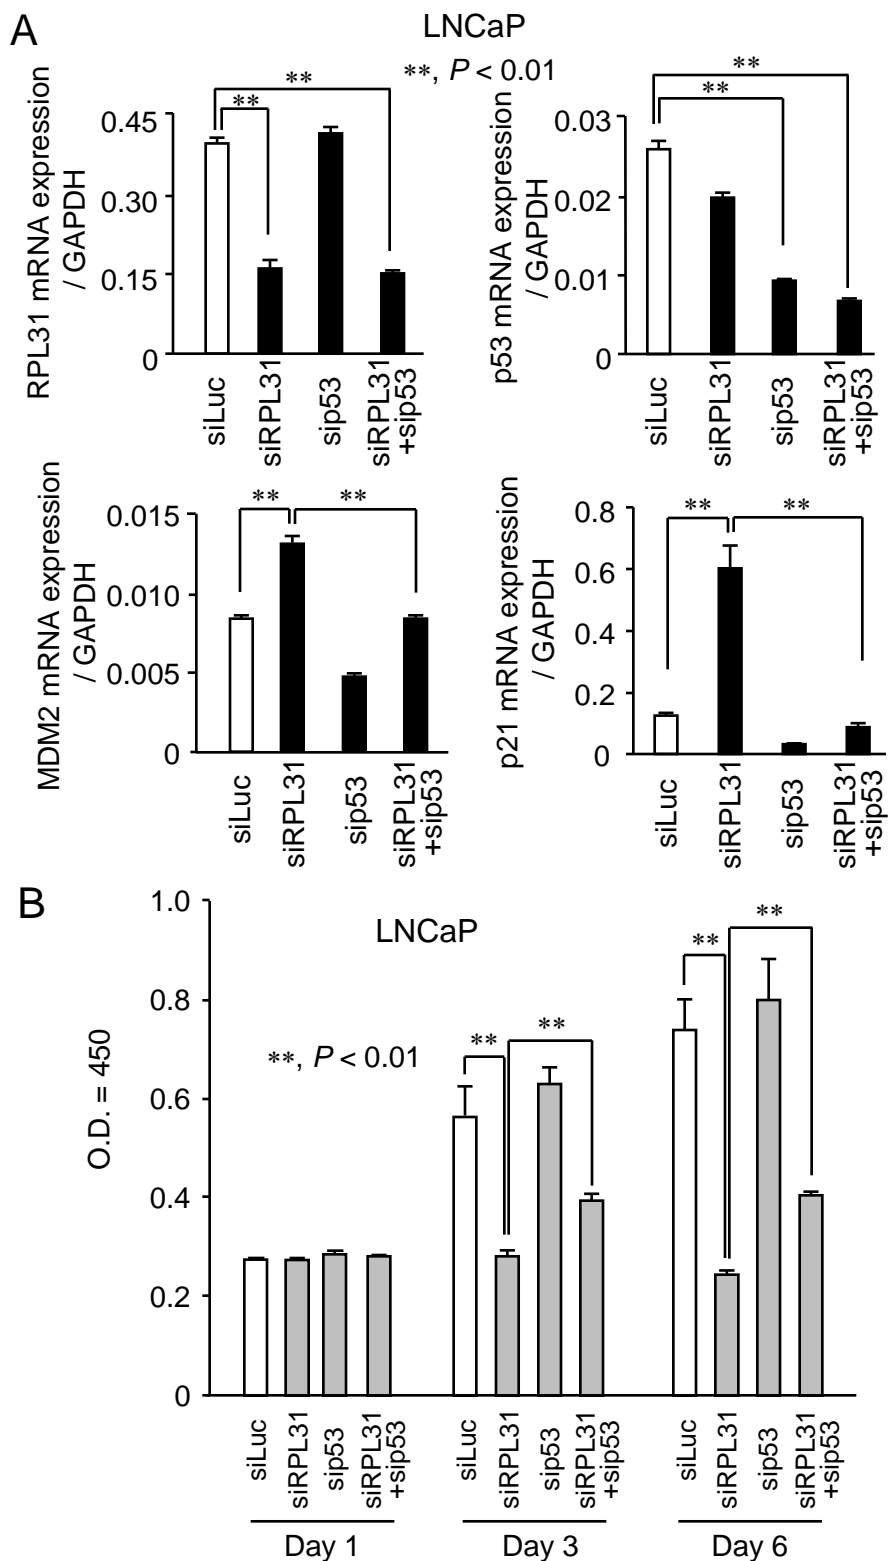 A
LNCaP
**, P < 0.01
RPL31 mRNA expression
/ GAPDH
0.45
0.30
0.15
0
**
**
siLuc
siRPL31
sip53
siRPL31
+sip53
p53 mRNA expression
/ GAPDH
0.03
0.02
0.01
0
**
**
siLuc
siRPL31
sip53
siRPL31
+sip53
MDM2 mRNA expression
/ GAPDH
0.015
0.010
0.005
0
**
**
siLuc
siRPL31
sip53
siRPL31
+sip53
p21 mRNA expression
/ GAPDH
0.8
0.6
0.4
0.2
0
**
**
siLuc
siRPL31
sip53
siRPL31
+sip53
B
LNCaP
**, P < 0.01
O.D. = 450
1.0
0.8
0.6
0.4
0.2
0
**
**
**
**
siLuc
siRPL31
sip53
siRPL31
+sip53
siLuc
siRPL31
sip53
siRPL31
+sip53
siLuc
siRPL31
sip53
siRPL31
+sip53
Day 1
Day 3
Day 6